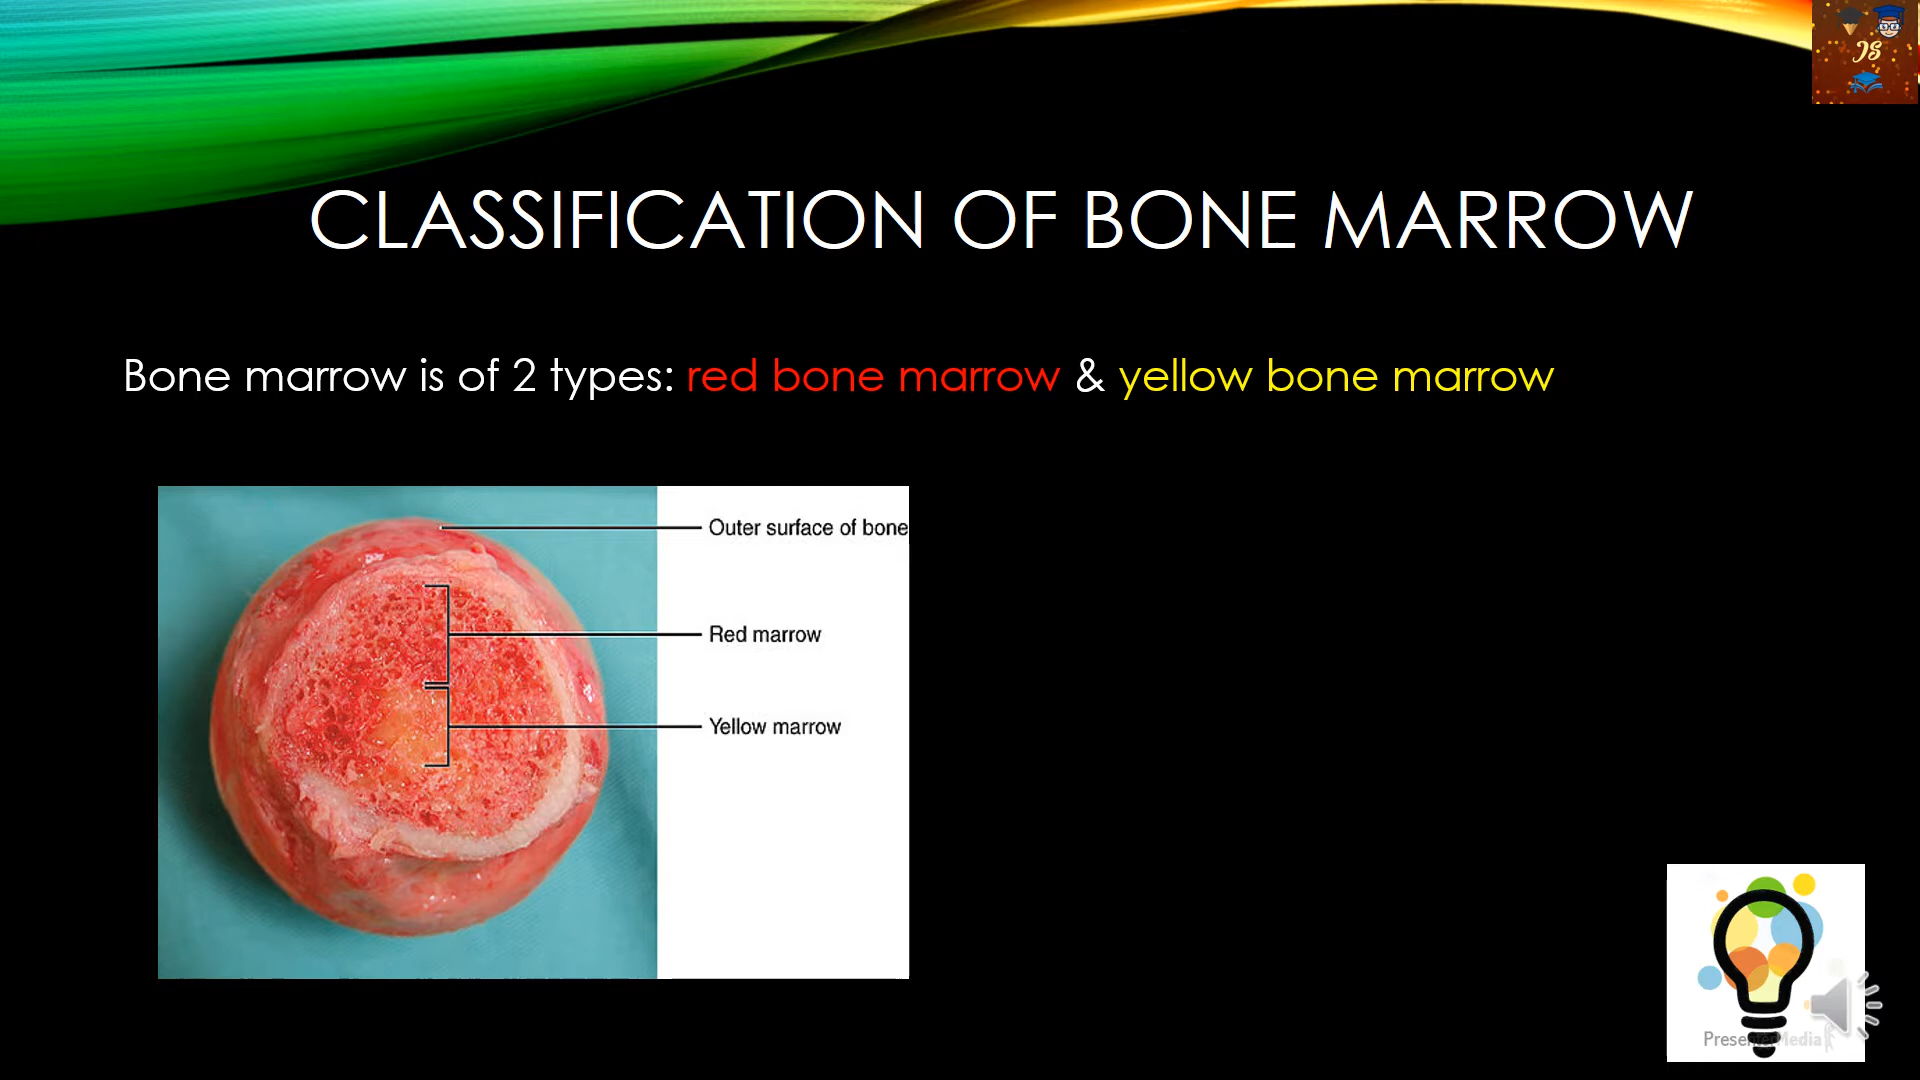 JS
CLASSIFICATION OF BONE MARROW
Bone marrow is of 2 types: red bone marrow & yellow bone marrow
Outer surface of bone
Red marrow
Yellow marrow
PresenterMedia